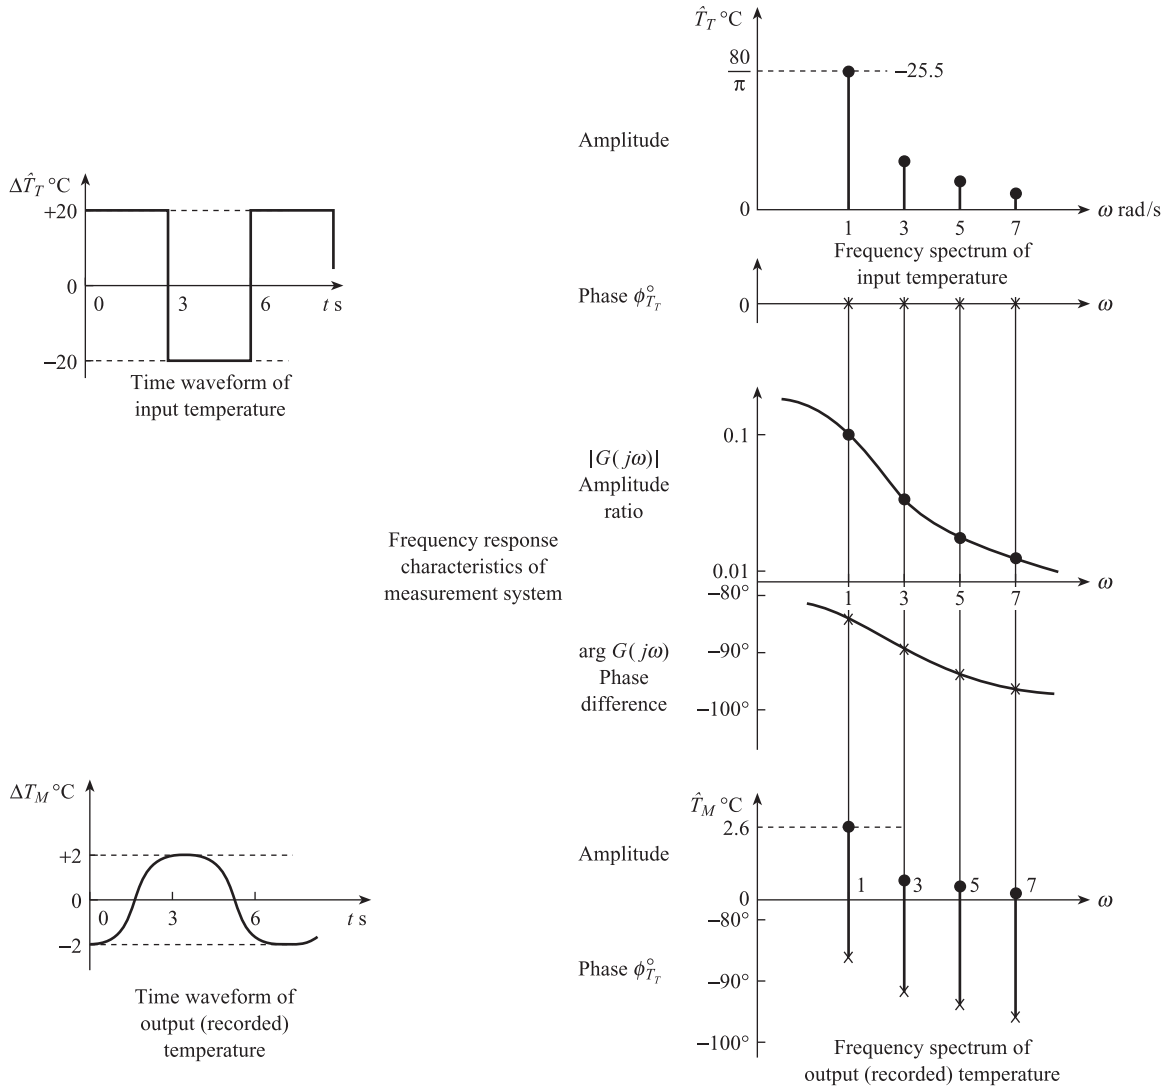 T̂_T °C
80
π
−25.5
Amplitude
0
1 3 5 7
ω rad/s
Frequency spectrum of
input temperature
ΔT̂_T °C
+20
0
0 3 6
t s
−20
Time waveform of
input temperature
Phase ϕ°_{T_T}
0
ω
0.1
|G(jω)|
Amplitude
ratio
0.01
ω
Frequency response
characteristics of
measurement system
−80°
1 3 5 7
−90°
arg G(jω)
Phase
difference
−100°
ΔT_M °C
+2
0
0 3 6
t s
−2
Time waveform of
output (recorded)
temperature
T̂_M °C
2.6
Amplitude
1 3 5 7
0
ω
−80°
Phase ϕ°_{T_T}
−90°
−100°
Frequency spectrum of
output (recorded) temperature